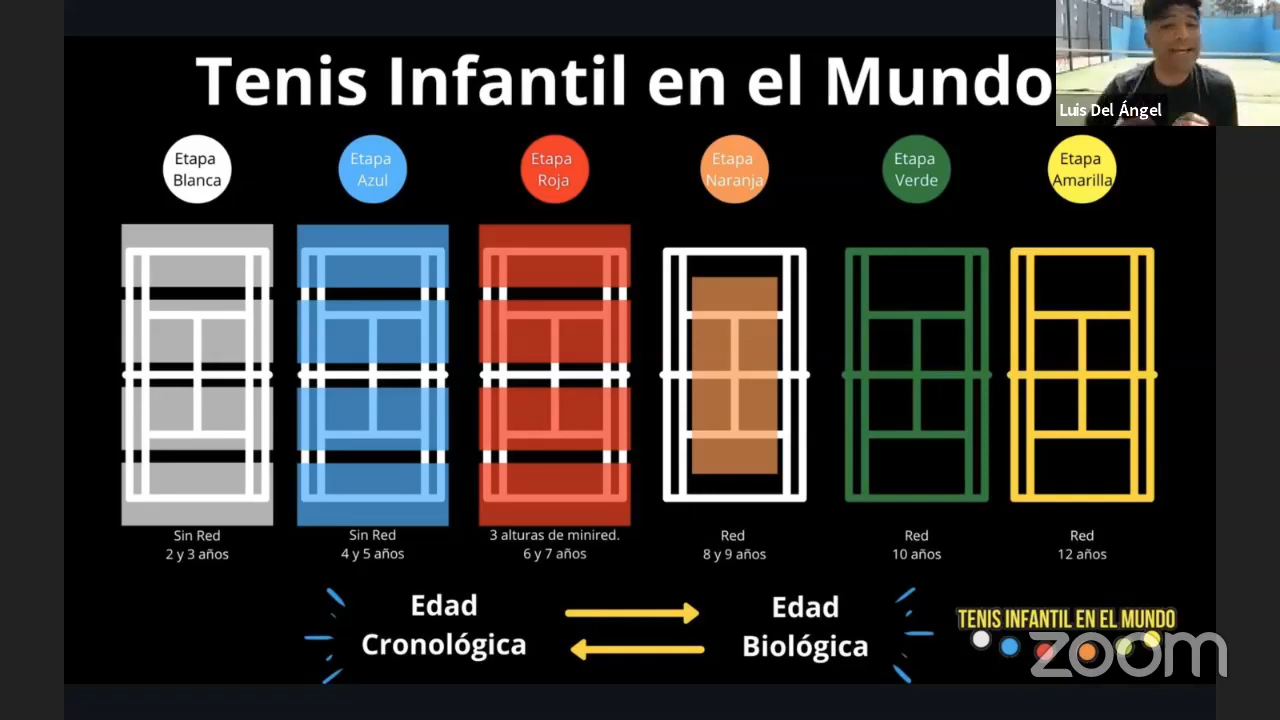 Tenis Infantil en el Mundo
Luis Del Ángel
Etapa
Blanca
Etapa
Azul
Etapa
Roja
Etapa
Naranja
Etapa
Verde
Etapa
Amarilla
Sin Red
2 y 3 años
Sin Red
4 y 5 años
3 alturas de minired.
6 y 7 años
Red
8 y 9 años
Red
10 años
Red
12 años
Edad
Cronológica
Edad
Biológica
TENIS INFANTIL EN EL MUNDO
zoom